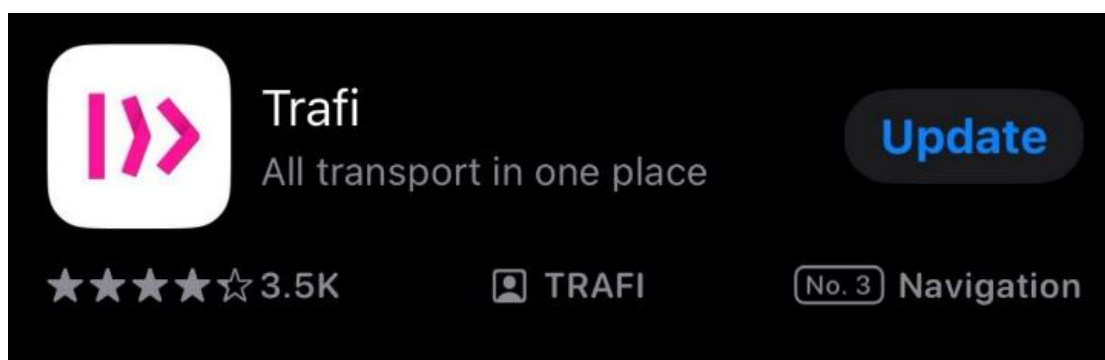 Trafi
All transport in one place
Update
3.5K
TRAFI
No. 3 Navigation